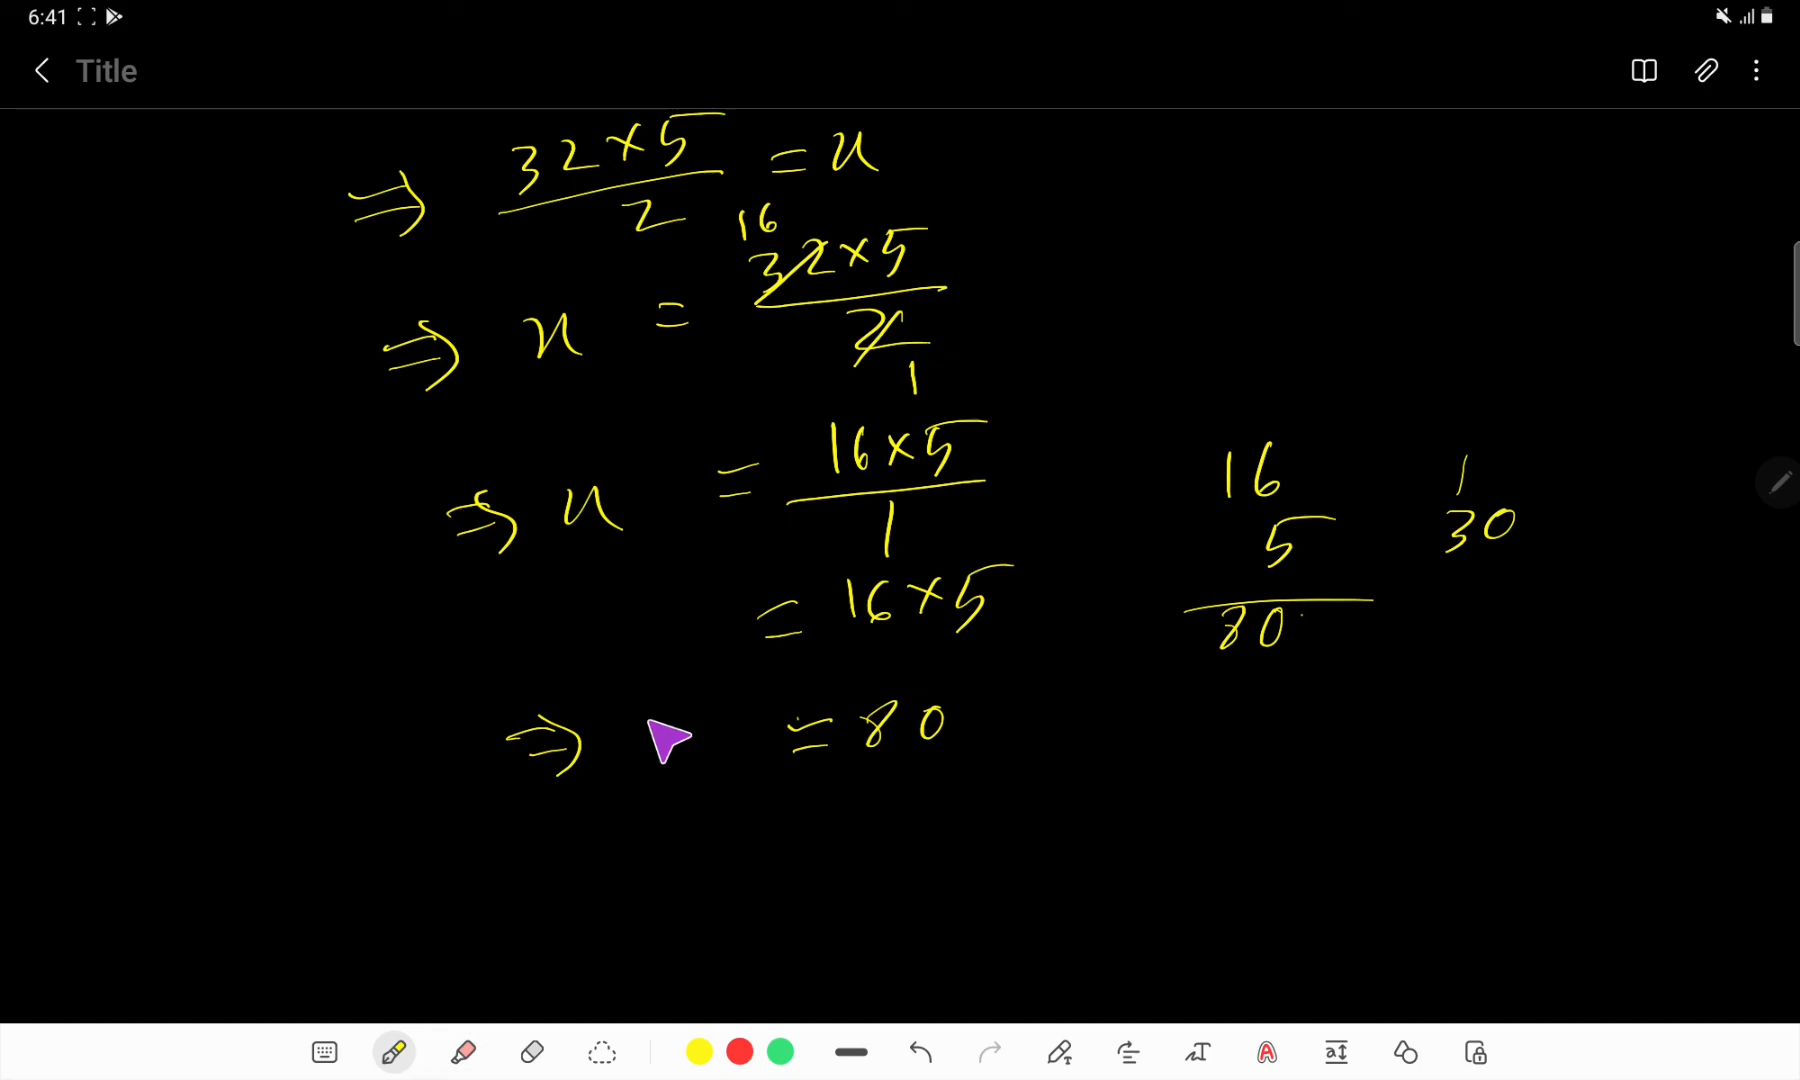 6:41
Title
⇒ 32×5/2 = x
16
⇒ x = 32×5/2
1
⇒ x = 16×5/1
= 16×5
⇒ = 80
16
5
80
1
30